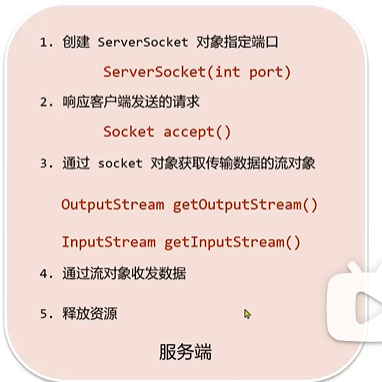 1. 创建 ServerSocket 对象指定端口
ServerSocket(int port)
2. 响应客户端发送的请求
Socket accept()
3. 通过 socket 对象获取传输数据的流对象
OutputStream getOutputStream()
InputStream getInputStream()
4. 通过流对象收发数据
5. 释放资源
服务端